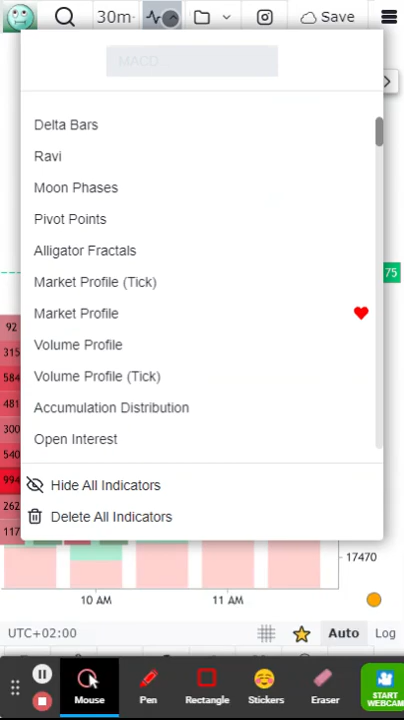 30m
Save
MACD
Delta Bars
Ravi
Moon Phases
Pivot Points
Alligator Fractals
75
Market Profile (Tick)
Market Profile
92
Volume Profile
315
Volume Profile (Tick)
584
Accumulation Distribution
481
300
Open Interest
540
994
Hide All Indicators
262
Delete All Indicators
117
17470
10 AM 11 AM
UTC+02:00 Auto Log
Mouse Pen Rectangle Stickers Eraser START
WEBCAM